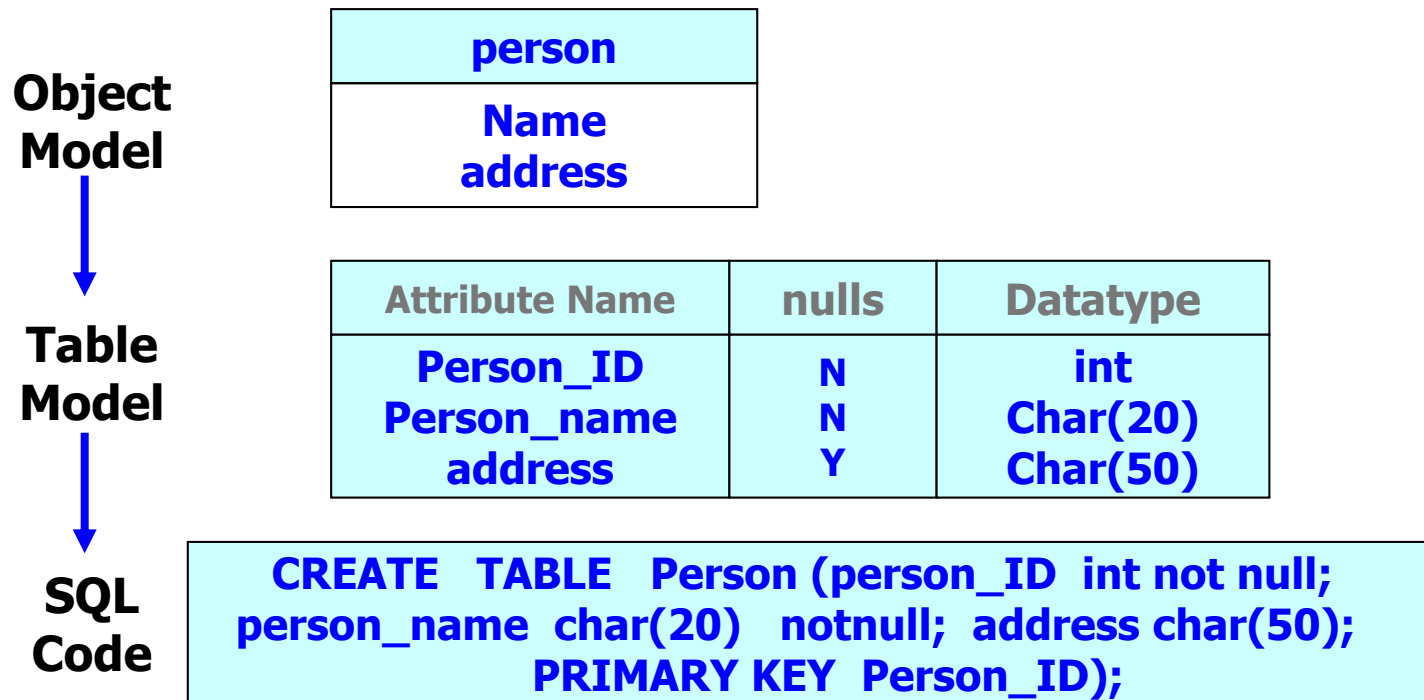 Object
Model
person
Name
address
Table
Model
Attribute Name nulls Datatype
Person_ID N int
Person_name N Char(20)
address Y Char(50)
SQL
Code
CREATE TABLE Person (person_ID int not null;
person_name char(20) notnull; address char(50);
PRIMARY KEY Person_ID);